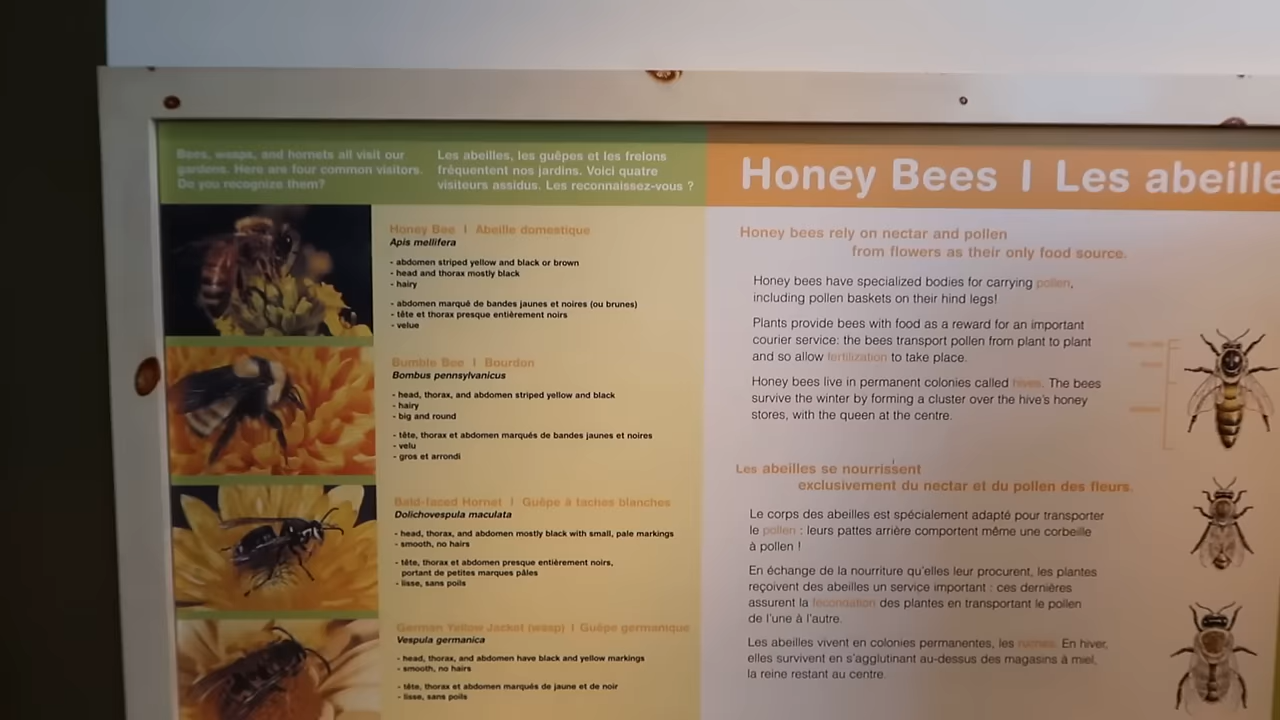 Bees, wasps, and hornets all visit our
gardens. Here are four common visitors.
Do you recognize them?
Les abeilles, les guêpes et les frelons
fréquentent nos jardins. Voici quatre
visiteurs assidus. Les reconnaissez-vous ?
Honey Bee | Abeille domestique
Apis mellifera
- abdomen striped yellow and black or brown
- head and thorax mostly black
- hairy
- abdomen marqué de bandes jaunes et noires (ou brunes)
- tête et thorax presque entièrement noirs
- velue
Bumble Bee | Bourdon
Bombus pennsylvanicus
- head, thorax, and abdomen striped yellow and black
- hairy
- big and round
- tête, thorax et abdomen marqués de bandes jaunes et noires
- velu
- gros et arrondi
Bald-faced Hornet | Guêpe à taches blanches
Dolichovespula maculata
- head, thorax, and abdomen mostly black with small, pale markings
- smooth, no hairs
- tête, thorax et abdomen presque entièrement noirs,
portant de petites marques pâles
- lisse, sans poils
German Yellow Jacket (wasp) | Guêpe germanique
Vespula germanica
- head, thorax, and abdomen have black and yellow markings
- smooth, no hairs
- tête, thorax et abdomen marqués de jaune et de noir
- lisse, sans poils
Honey Bees | Les abeille
Honey bees rely on nectar and pollen
from flowers as their only food source.
Honey bees have specialized bodies for carrying pollen,
including pollen baskets on their hind legs!
Plants provide bees with food as a reward for an important
courier service: the bees transport pollen from plant to plant
and so allow fertilization to take place.
Honey bees live in permanent colonies called hives. The bees
survive the winter by forming a cluster over the hive's honey
stores, with the queen at the centre.
Les abeilles se nourrissent
exclusivement du nectar et du pollen des fleurs.
Le corps des abeilles est spécialement adapté pour transporter
le pollen : leurs pattes arrière comportent même une corbeille
à pollen !
En échange de la nourriture qu'elles leur procurent, les plantes
reçoivent des abeilles un service important : ces dernières
assurent la fécondation des plantes en transportant le pollen
de l'une à l'autre.
Les abeilles vivent en colonies permanentes, les ruches. En hiver,
elles survivent en s'agglutinant au-dessus des magasins à miel,
la reine restant au centre.